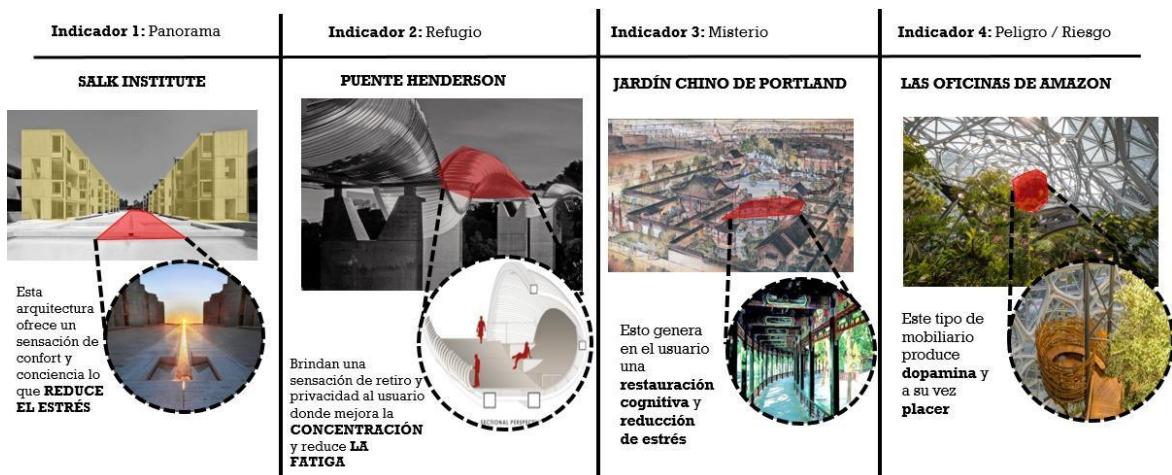 Indicador 1: Panorama
SALK INSTITUTE
Esta
arquitectura
ofrece un
sensación de
confort y
conciencia lo
que REDUCE
EL ESTRÉS
Indicador 2: Refugio
PUENTE HENDERSON
Brindan una
sensación de retiro y
privacidad al usuario
donde mejora la
CONCENTRACIÓN
y reduce LA
FATIGA
SECTIONAL PERSPE
Indicador 3: Misterio
JARDÍN CHINO DE PORTLAND
Esto genera
en el usuario
una
restauración
cognitiva y
reducción
de estrés
Indicador 4: Peligro / Riesgo
LAS OFICINAS DE AMAZON
Este tipo de
mobiliario
produce
dopamina y
a su vez
placer